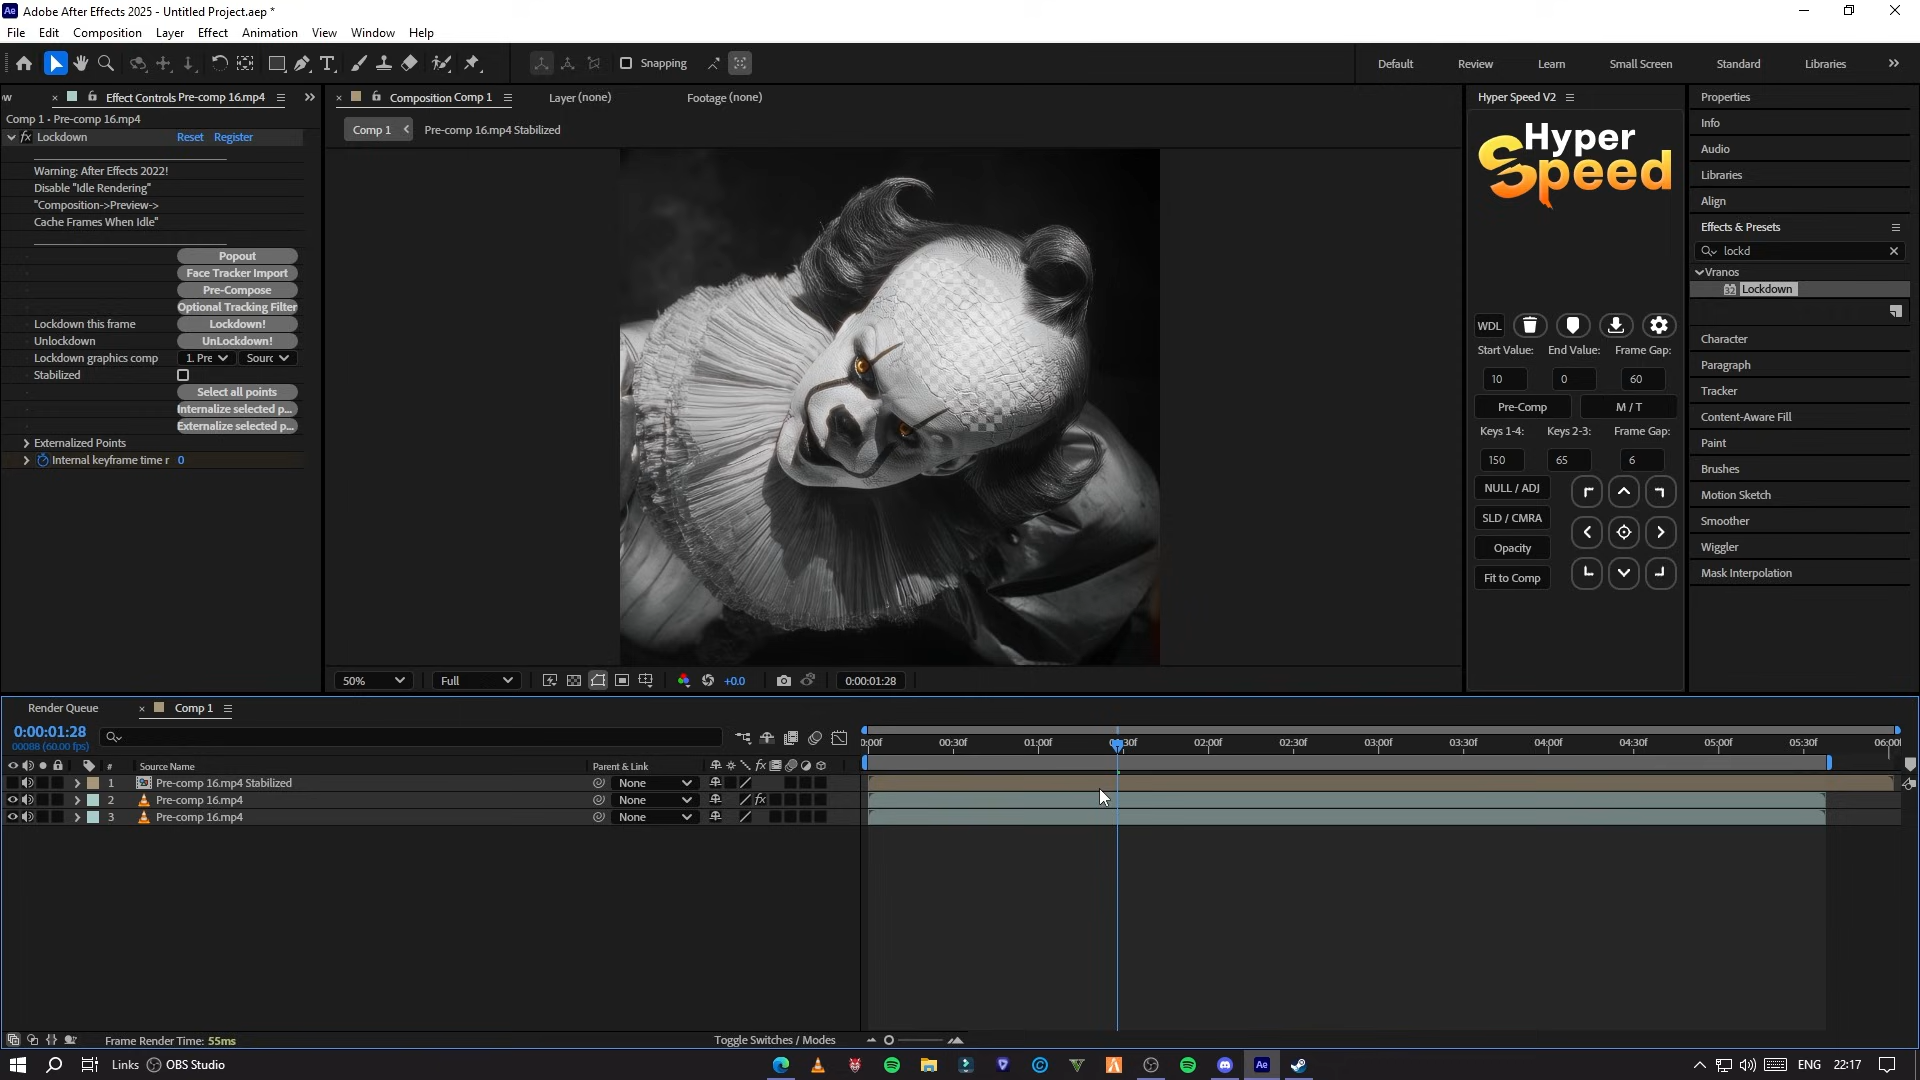 Adobe After Effects 2025 - Untitled Project.aep *
File Edit Composition Layer Effect Animation View Window Help
Snapping
Default Review Learn Small Screen Standard Libraries
Effect Controls Pre-comp 16.mp4
Comp 1 • Pre-comp 16.mp4
fx Lockdown Reset Register
Warning: After Effects 2022!
Disable "Idle Rendering"
"Composition->Preview->
Cache Frames When Idle"
Popout
Face Tracker Import
Pre-Compose
Optional Tracking Filter
Lockdown this frame Lockdown!
Unlockdown UnLockdown!
Lockdown graphics comp 1. Pre Sourc
Stabilized
Select all points
Internalize selected p...
Externalize selected p...
Externalized Points
Internal keyframe time r 0
Composition Comp 1 Layer (none) Footage (none)
Comp 1 Pre-comp 16.mp4 Stabilized
50% Full +0.0 0:00:01:28
Hyper Speed V2
Hyper
Speed
WDL
Start Value: End Value: Frame Gap:
10 0 60
Pre-Comp M / T
Keys 1-4: Keys 2-3: Frame Gap:
150 65 6
NULL / ADJ
SLD / CMRA
Opacity
Fit to Comp
Properties
Info
Audio
Libraries
Align
Effects & Presets
lockd
Vranos
32 Lockdown
Character
Paragraph
Tracker
Content-Aware Fill
Paint
Brushes
Motion Sketch
Smoother
Wiggler
Mask Interpolation
Render Queue Comp 1
0:00:01:28
00088 (60.00 fps)
# Source Name Parent & Link
1 Pre-comp 16.mp4 Stabilized None
2 Pre-comp 16.mp4 None fx
3 Pre-comp 16.mp4 None
00:30f 01:00f 02:00f 02:30f 03:00f 03:30f 04:00f 04:30f 05:00f 05:30f
Frame Render Time: 55ms
Toggle Switches / Modes
Links OBS Studio
ENG 22:17